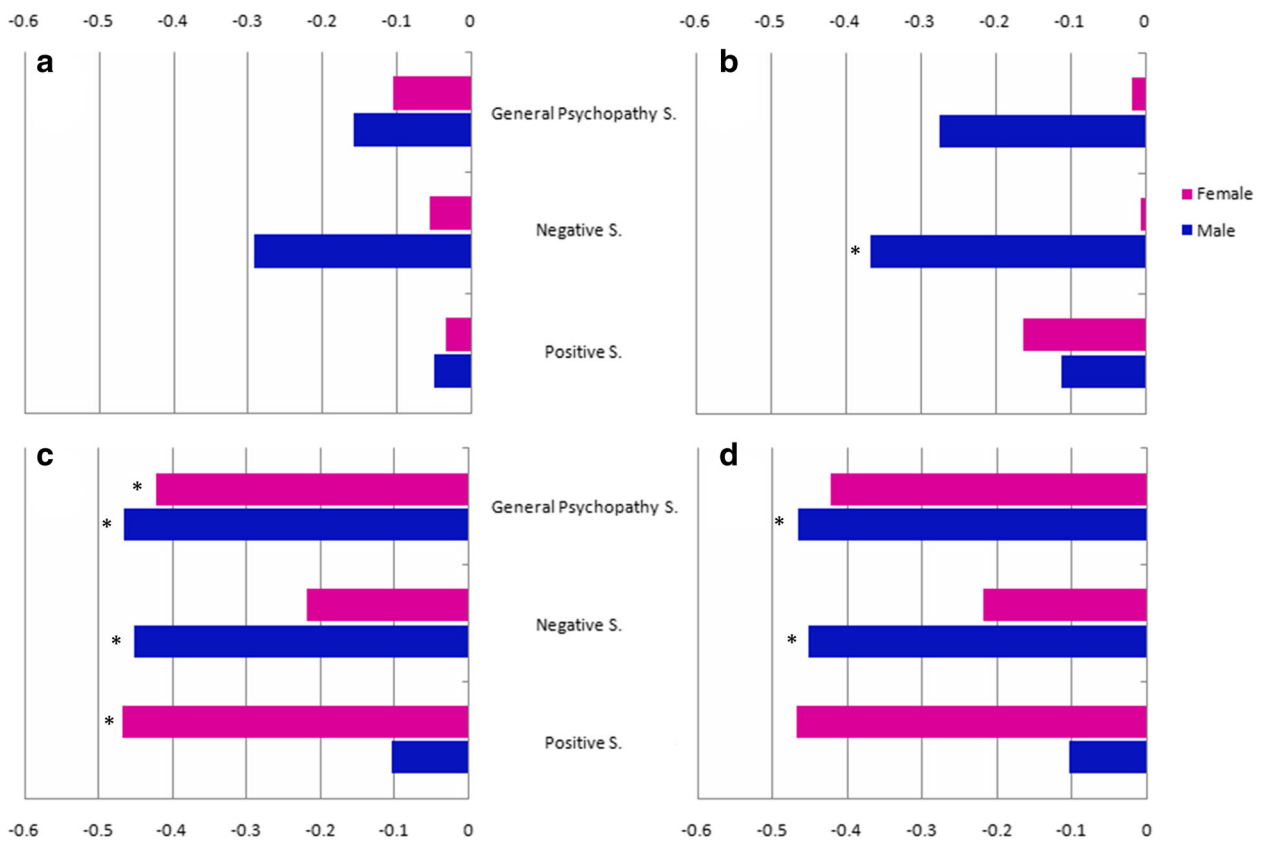 -0.6 -0.5 -0.4 -0.3 -0.2 -0.1 0
-0.6 -0.5 -0.4 -0.3 -0.2 -0.1 0
a
b
General Psychopathy S.
Negative S.
Positive S.
*
Female
Male
c
d
General Psychopathy S.
Negative S.
Positive S.
*
*
*
*
*
*
-0.6 -0.5 -0.4 -0.3 -0.2 -0.1 0
-0.6 -0.5 -0.4 -0.3 -0.2 -0.1 0